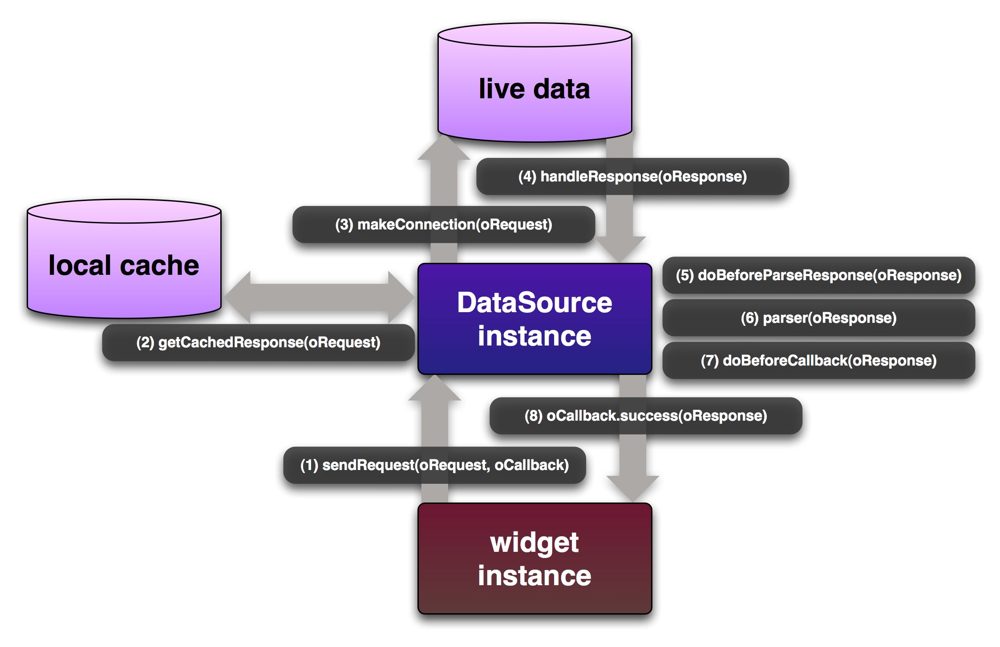 live data
(4) handleResponse(oResponse)
(3) makeConnection(oRequest)
local cache
DataSource
instance
(5) doBeforeParseResponse(oResponse)
(6) parser(oResponse)
(7) doBeforeCallback(oResponse)
(2) getCachedResponse(oRequest)
(8) oCallback.success(oResponse)
(1) sendRequest(oRequest, oCallback)
widget
instance